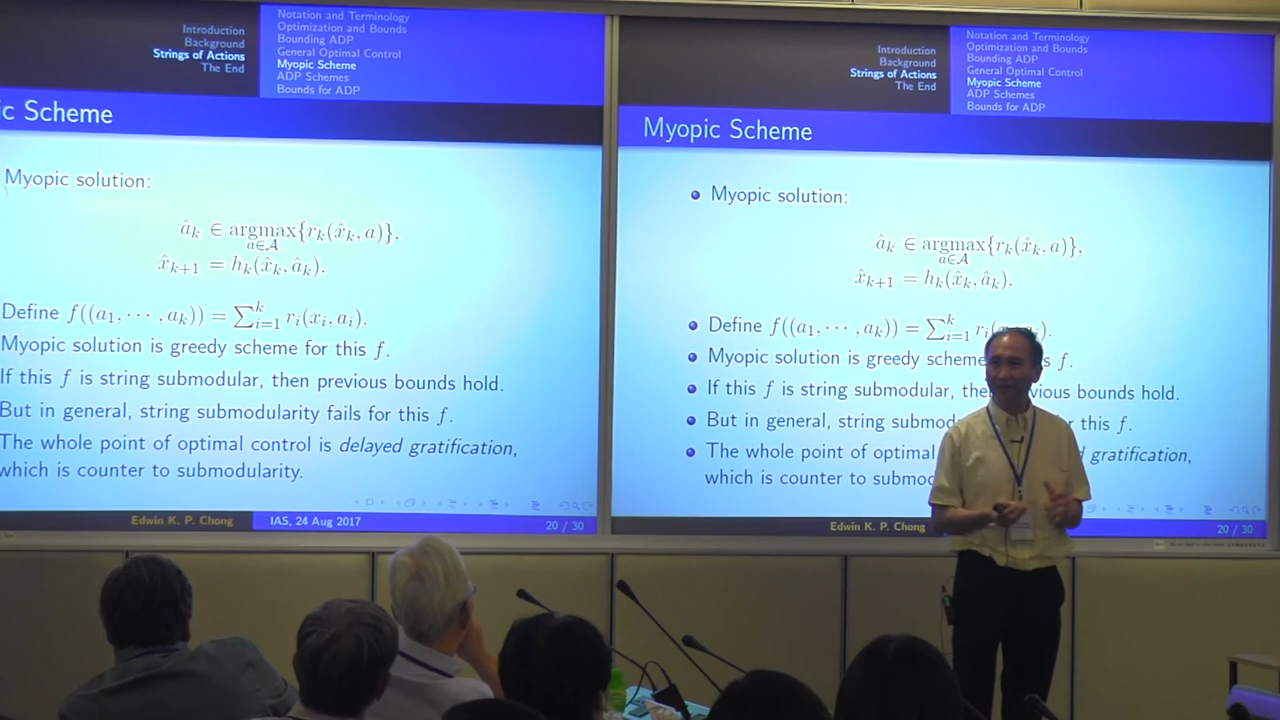 Introduction
Background
Strings of Actions
The End
Notation and Terminology
Optimization and Bounds
Bounding ADP
General Optimal Control
Myopic Scheme
ADP Schemes
Bounds for ADP
c Scheme
Myopic solution:
â_k ∈ argmax{r_k(x̂_k, a)},
a∈𝒜
x̂_{k+1} = h_k(x̂_k, â_k).
Define f((a_1, ⋯, a_k)) = ∑_{i=1}^k r_i(x_i, a_i).
Myopic solution is greedy scheme for this f.
If this f is string submodular, then previous bounds hold.
But in general, string submodularity fails for this f.
The whole point of optimal control is delayed gratification,
which is counter to submodularity.
Edwin K. P. Chong
IAS, 24 Aug 2017
20 / 30
Introduction
Background
Strings of Actions
The End
Notation and Terminology
Optimization and Bounds
Bounding ADP
General Optimal Control
Myopic Scheme
ADP Schemes
Bounds for ADP
Myopic Scheme
Myopic solution:
â_k ∈ argmax{r_k(x̂_k, a)},
a∈𝒜
x̂_{k+1} = h_k(x̂_k, â_k).
Define f((a_1, ⋯, a_k)) = ∑_{i=1}^k r_i(
).
Myopic solution is greedy scheme s f.
If this f is string submodular, the vious bounds hold.
But in general, string submod r this f.
The whole point of optimal d gratification,
which is counter to submod
Edwin K. P. Chong
20 / 30